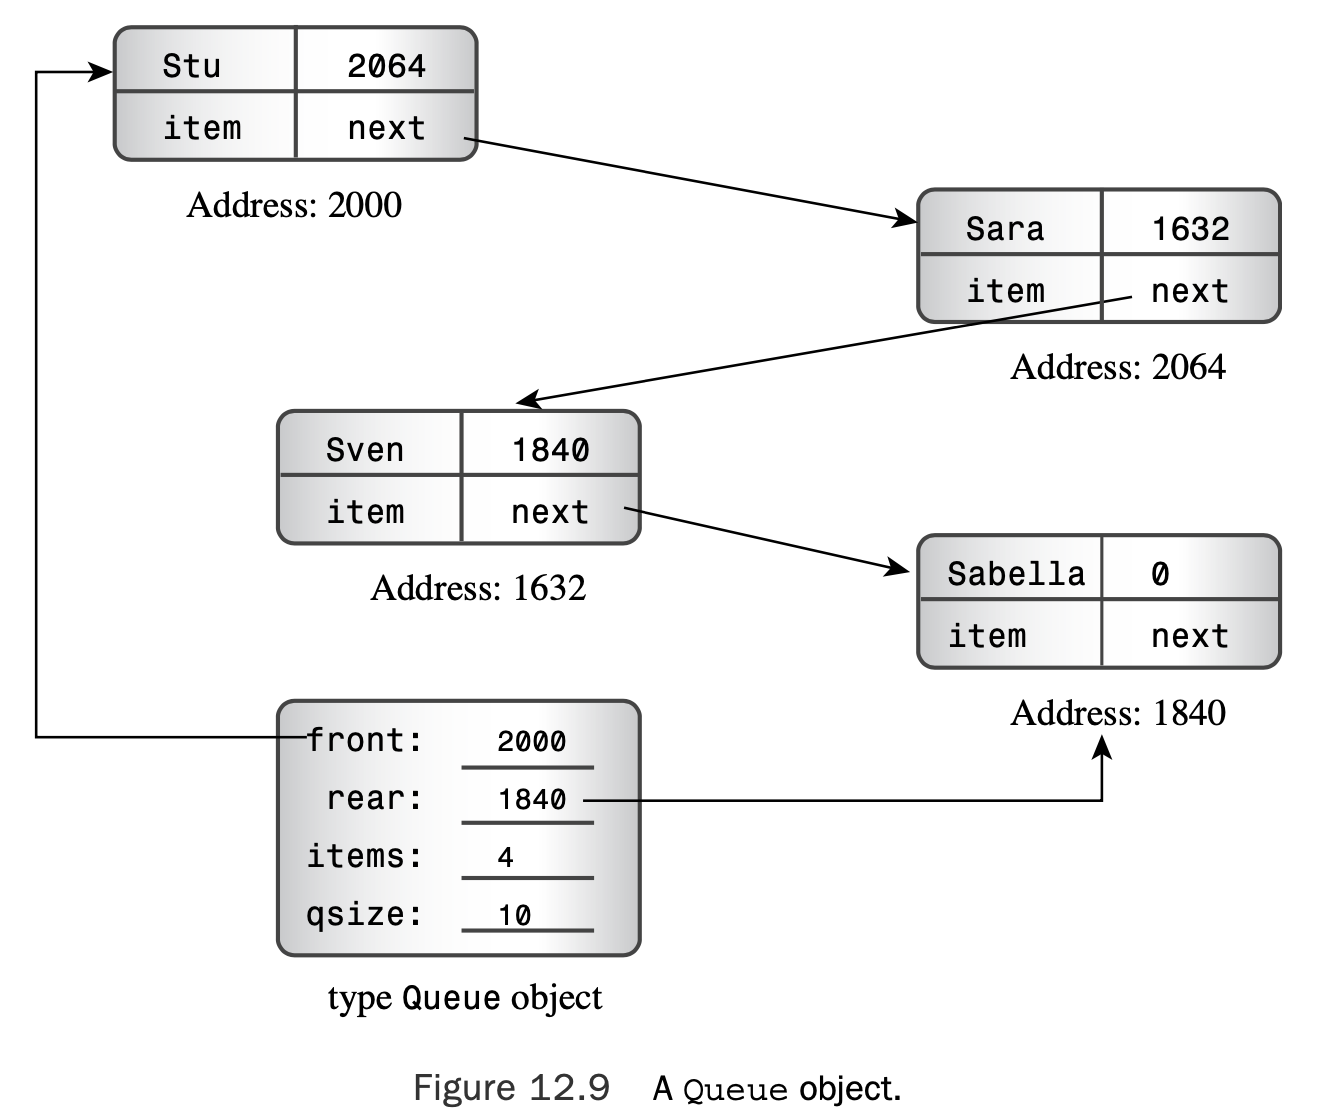 Stu 2064
item next
Address: 2000
Sara 1632
item next
Address: 2064
Sven 1840
item next
Address: 1632
Sabella 0
item next
Address: 1840
front: 2000
rear: 1840
items: 4
qsize: 10
type Queue object
Figure 12.9 A Queue object.